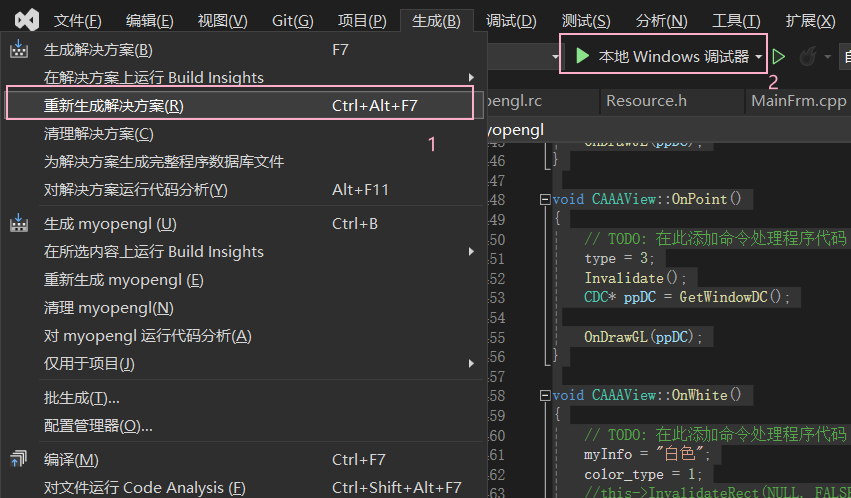 文件(F) 编辑(E) 视图(V) Git(G) 项目(P) 生成(B) 调试(D) 测试(S) 分析(N) 工具(T) 扩展(X)
生成解决方案(B) F7
在解决方案上运行 Build Insights
重新生成解决方案(R) Ctrl+Alt+F7
1
清理解决方案(C)
为解决方案生成完整程序数据库文件
对解决方案运行代码分析(Y) Alt+F11
生成 myopengl (U) Ctrl+B
在所选内容上运行 Build Insights
重新生成 myopengl (E)
清理 myopengl(N)
对 myopengl 运行代码分析(A)
仅用于项目(J)
批生成(T)...
配置管理器(O)...
编译(M) Ctrl+F7
对文件运行 Code Analysis (F) Ctrl+Shift+Alt+F7
本地 Windows 调试器
2
pengl.rc Resource.h MainFrm.cpp
yopengl
OnDrawGL(ppDC);
46 }
47
48 void CAAAView::OnPoint()
49 {
50 // TODO: 在此添加命令处理程序代码
51 type = 3;
52 Invalidate();
53 CDC* ppDC = GetWindowDC();
54
55 OnDrawGL(ppDC);
56 }
57
58 void CAAAView::OnWhite()
59 {
60 // TODO: 在此添加命令处理程序代码
61 myInfo = "白色";
62 color_type = 1;
63 //this->InvalidateRect(NULL, FALS